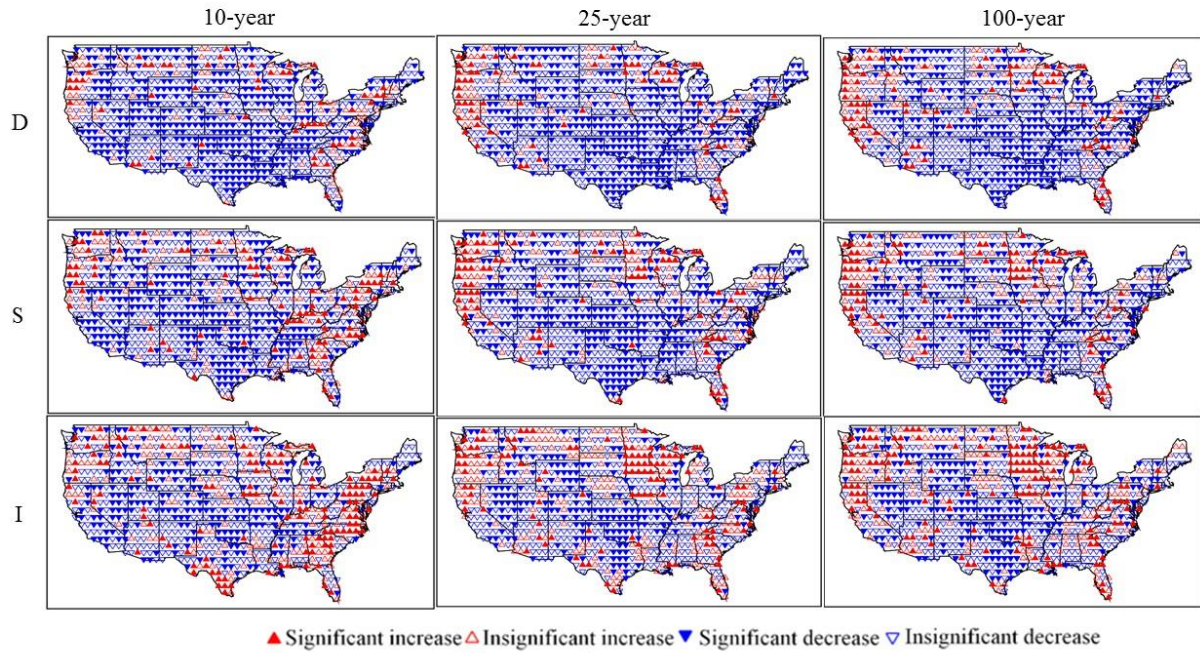 10-year 25-year 100-year
D
S
I
Significant increase Insignificant increase Significant decrease Insignificant decrease